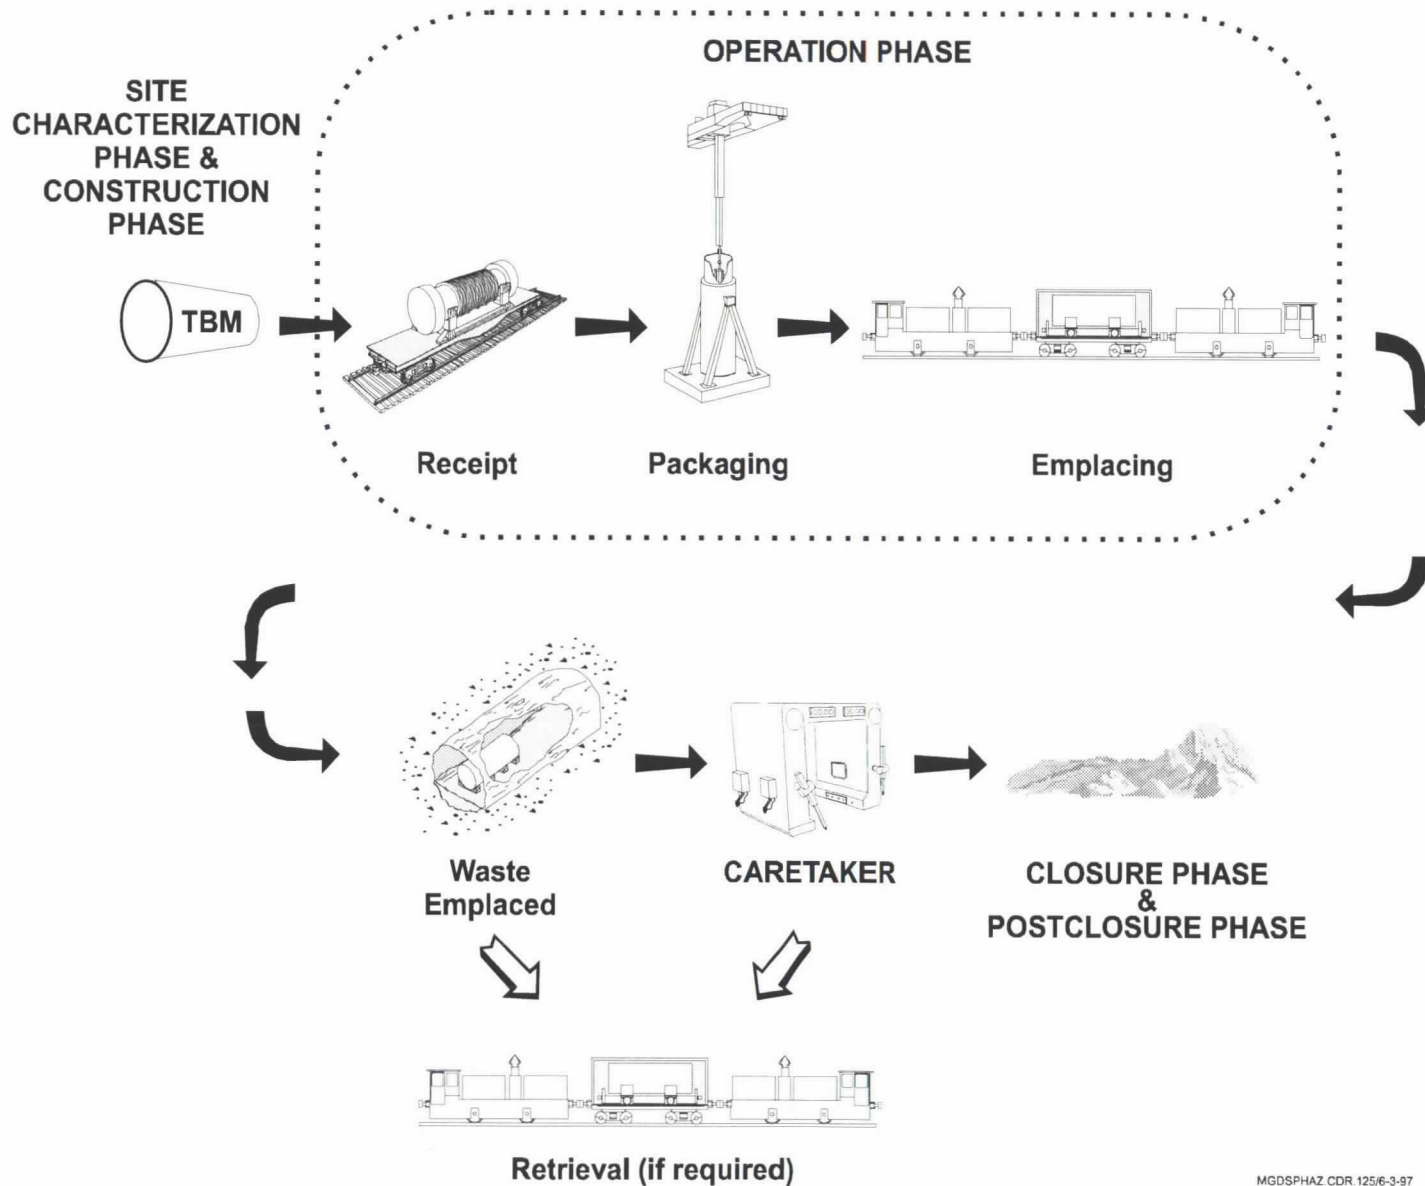 OPERATION PHASE
SITE
CHARACTERIZATION
PHASE &
CONSTRUCTION
PHASE
TBM
Receipt
Packaging
Emplacing
Waste
Emplaced
CARETAKER
CLOSURE PHASE
&
POSTCLOSURE PHASE
Retrieval (if required)
MGDSPHAZ.CDR.125/6-3-97